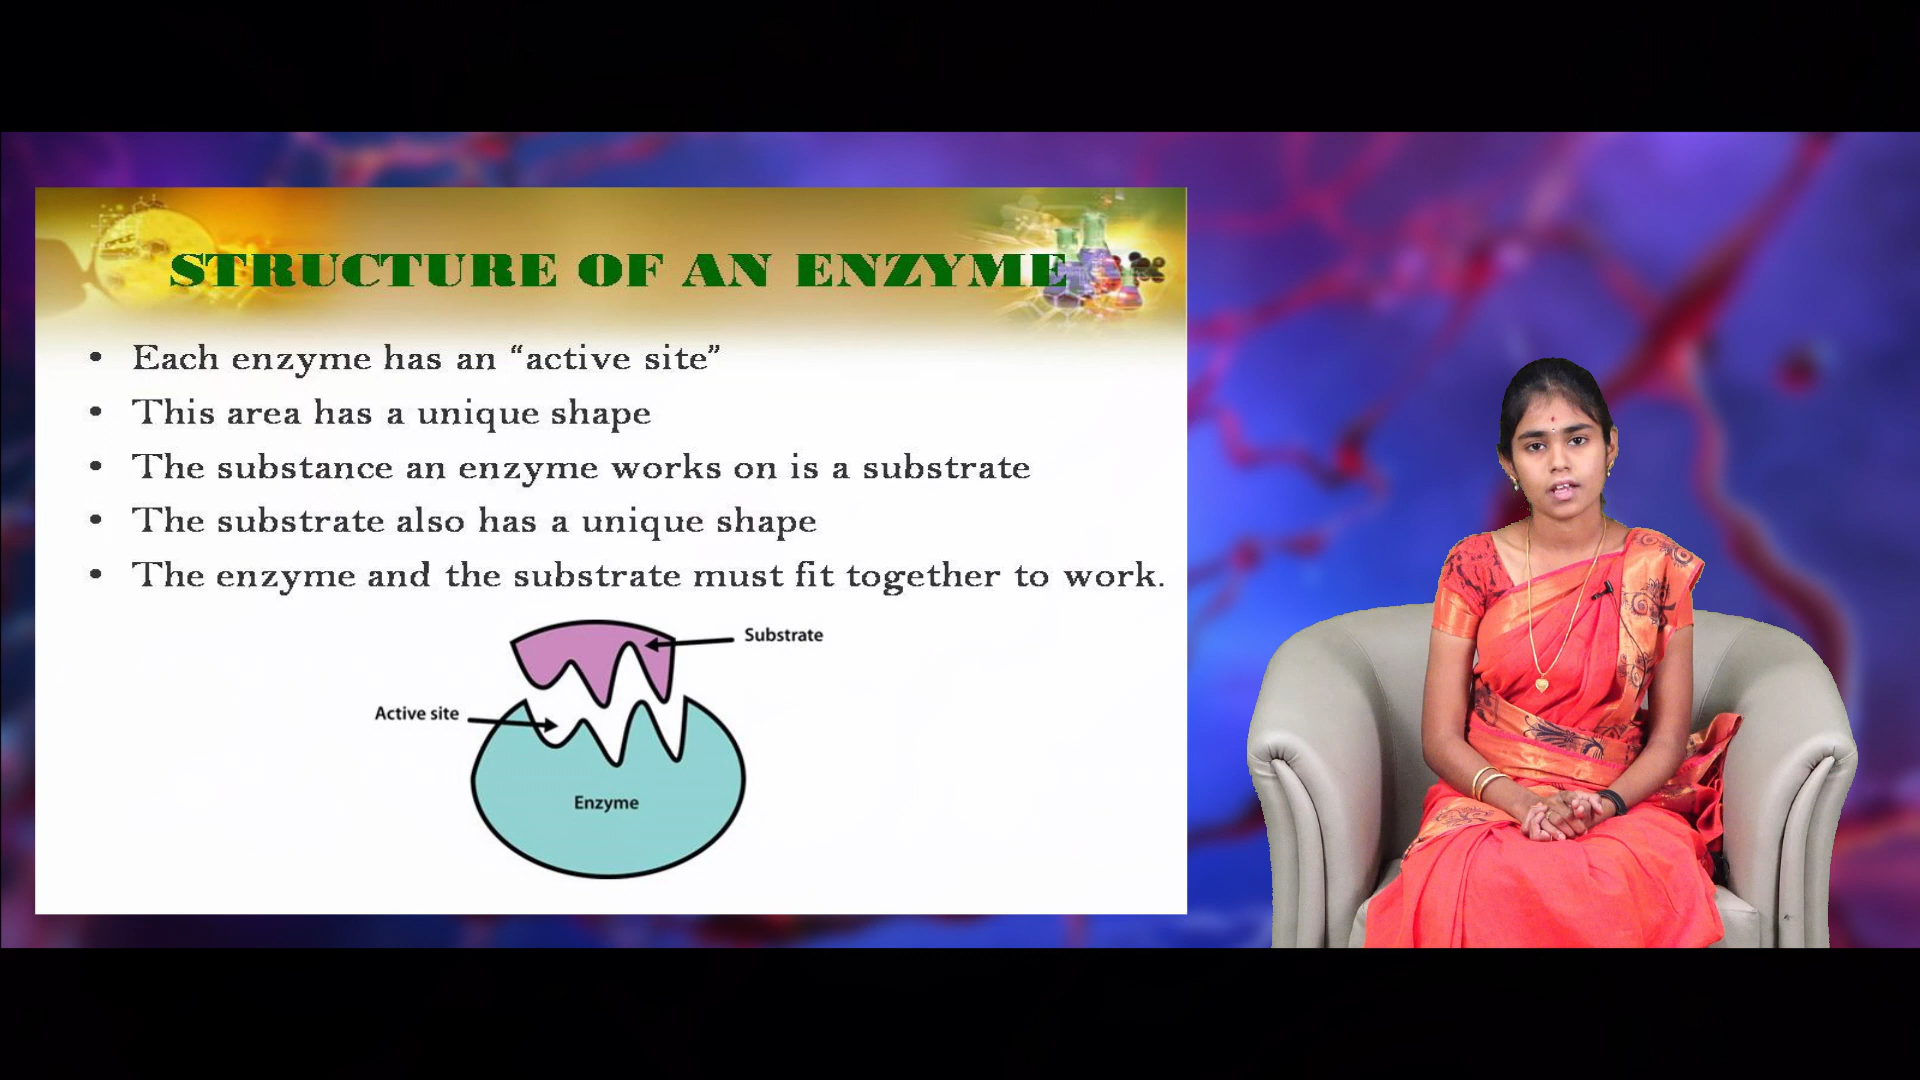 STRUCTURE OF AN ENZYME
• Each enzyme has an “active site”
• This area has a unique shape
• The substance an enzyme works on is a substrate
• The substrate also has a unique shape
• The enzyme and the substrate must fit together to work.
Substrate
Active site
Enzyme